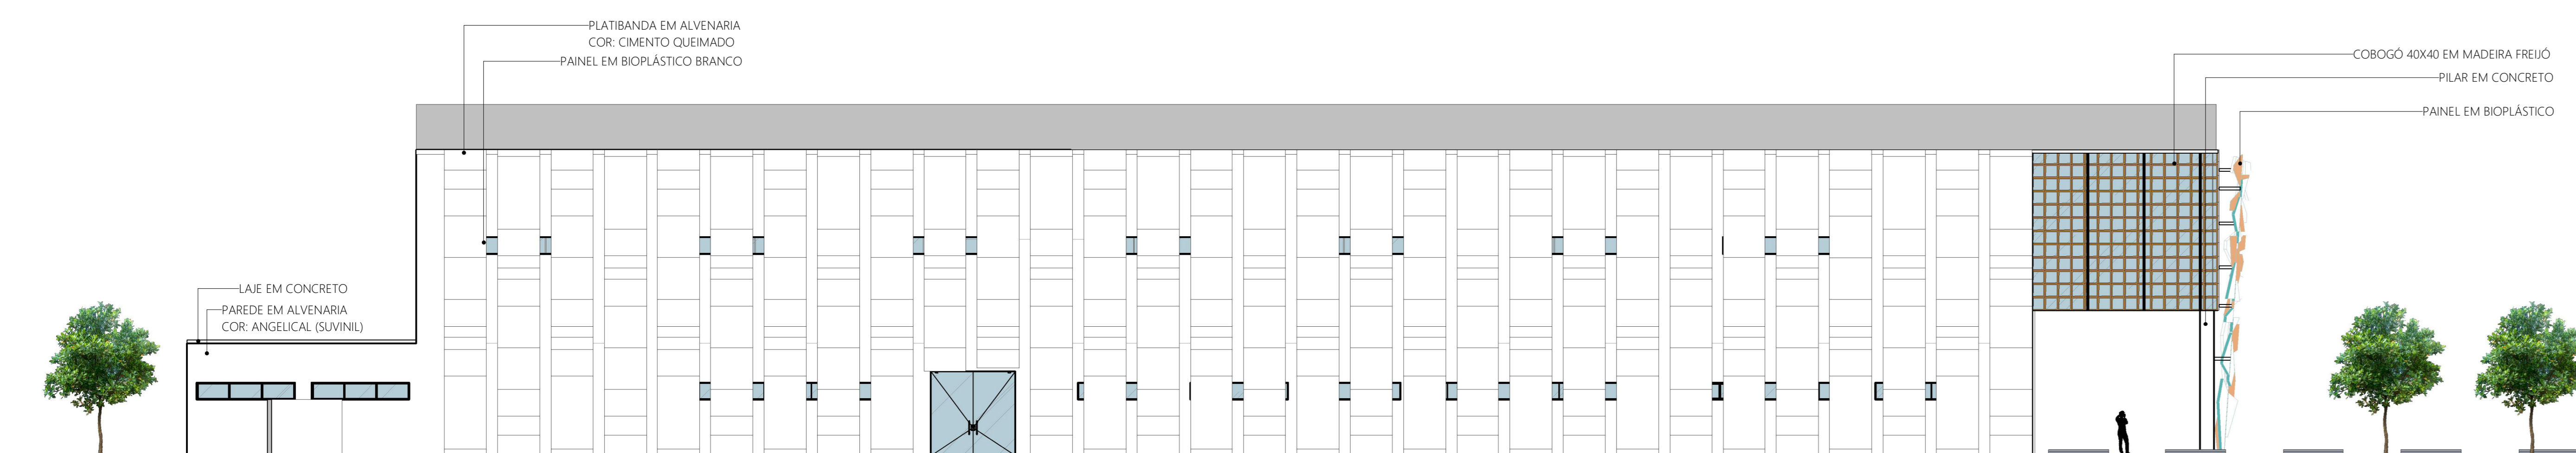 PLATIBANDA EM ALVENARIA
COR: CIMENTO QUEIMADO
PAINEL EM BIOPLÁSTICO BRANCO
COBOGÓ 40X40 EM MADEIRA FREIJÓ
PILAR EM CONCRETO
PAINEL EM BIOPLÁSTICO
LAJE EM CONCRETO
PAREDE EM ALVENARIA
COR: ANGELICAL (SUVINIL)